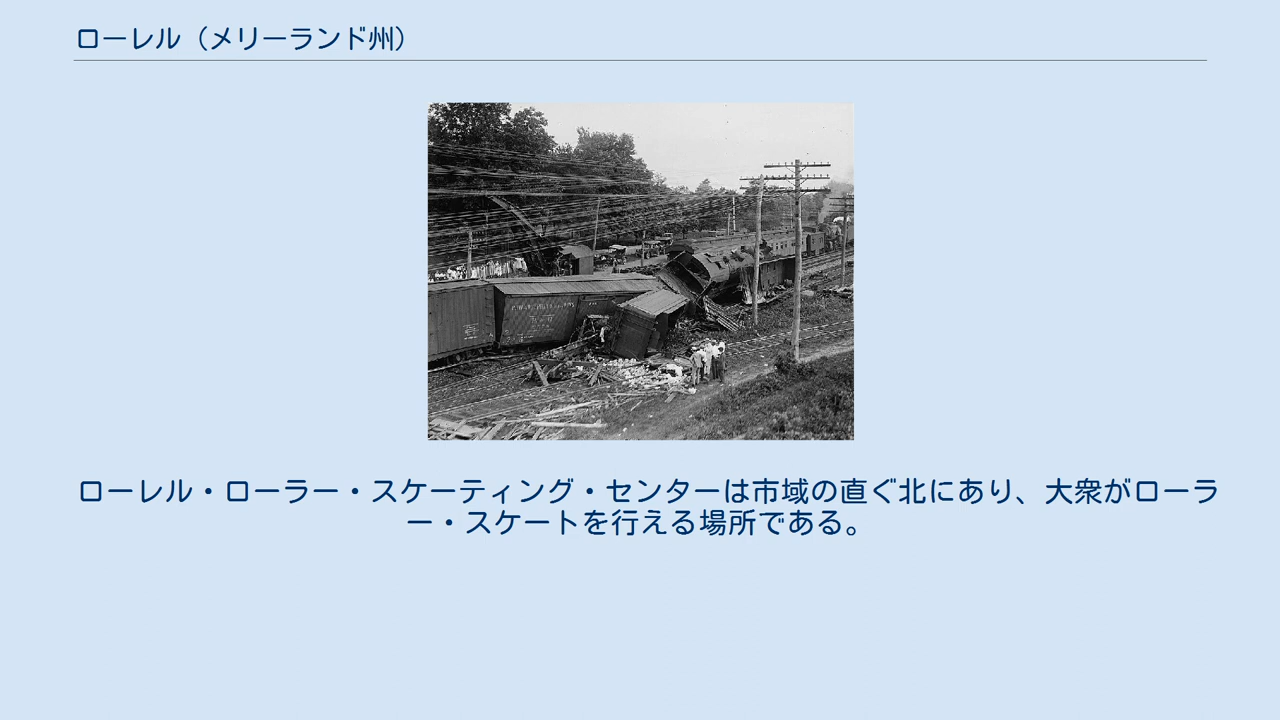 ローレル（メリーランド州）
ローレル・ローラー・スケーティング・センターは市域の直ぐ北にあり、大衆がローラ
ー・スケートを行える場所である。